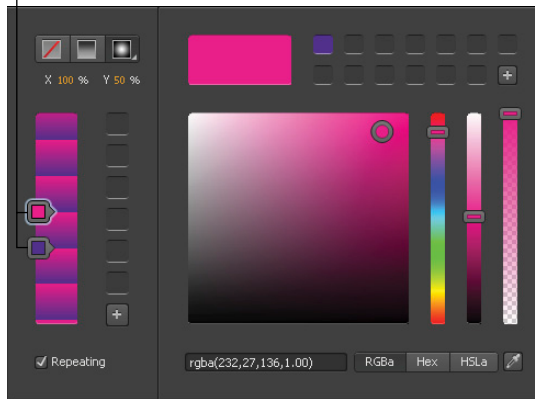 X 100 % Y 50 %
+
+
Repeating
rgba(232,27,136,1.00)
RGBa Hex HSLa